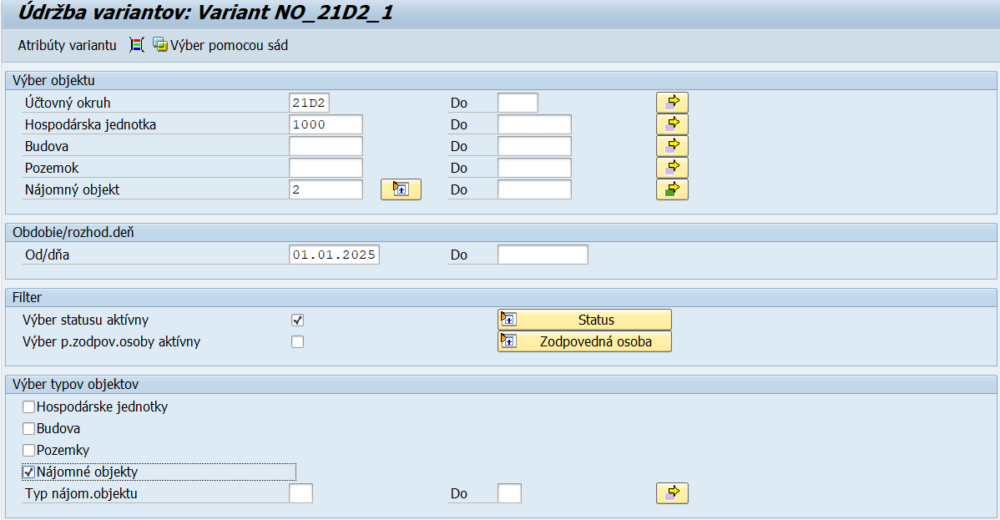 Údržba variantov: Variant NO_21D2_1
Atribúty variantu Výber pomocou sád
Výber objektu
Účtovný okruh 21D2 Do
Hospodárska jednotka 1000 Do
Budova Do
Pozemok Do
Nájomný objekt 2 Do
Obdobie/rozhod.deň
Od/dňa 01.01.2025 Do
Filter
Výber statusu aktívny Status
Výber p.zodpov.osoby aktívny Zodpovedná osoba
Výber typov objektov
Hospodárske jednotky
Budova
Pozemky
Nájomné objekty
Typ nájom.objektu Do